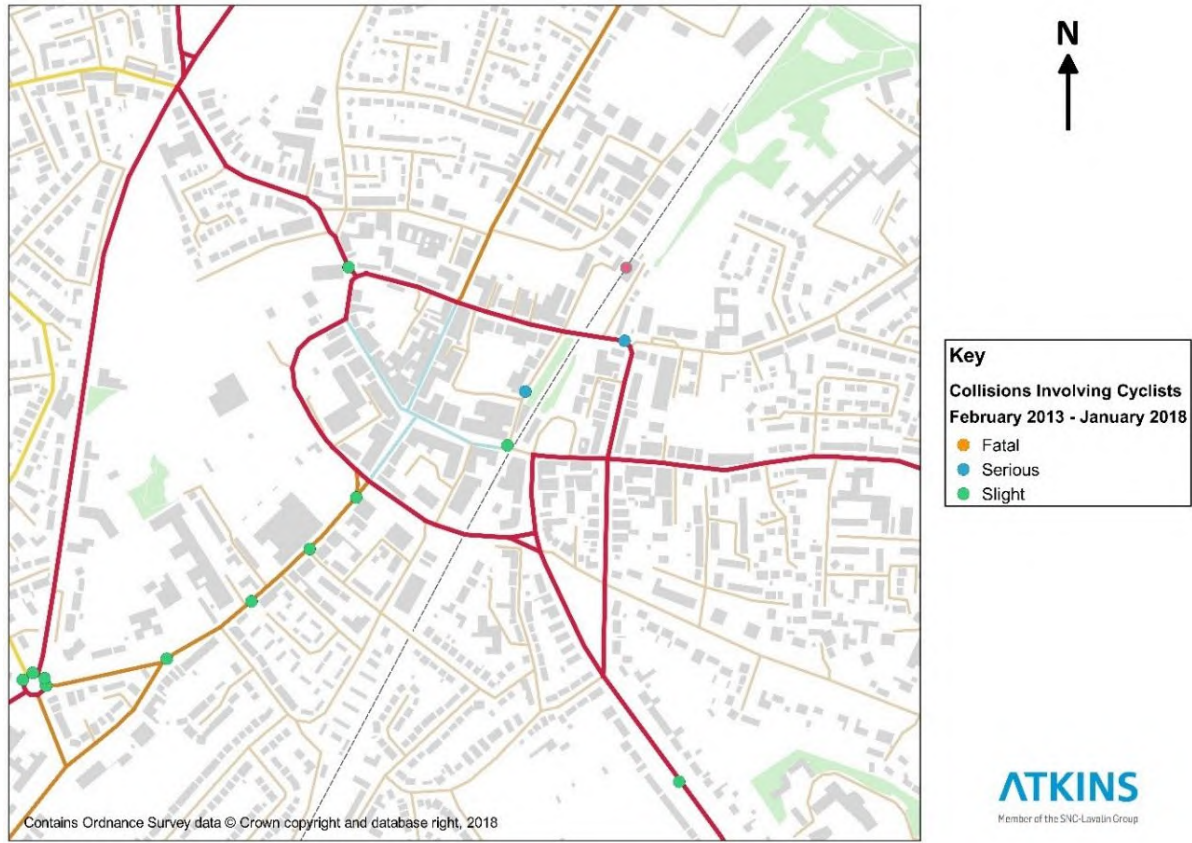 N
Key
Collisions Involving Cyclists
February 2013 - January 2018
Fatal
Serious
Slight
Contains Ordnance Survey data © Crown copyright and database right, 2018
ATKINS
Member of the SNC-Lavalin Group